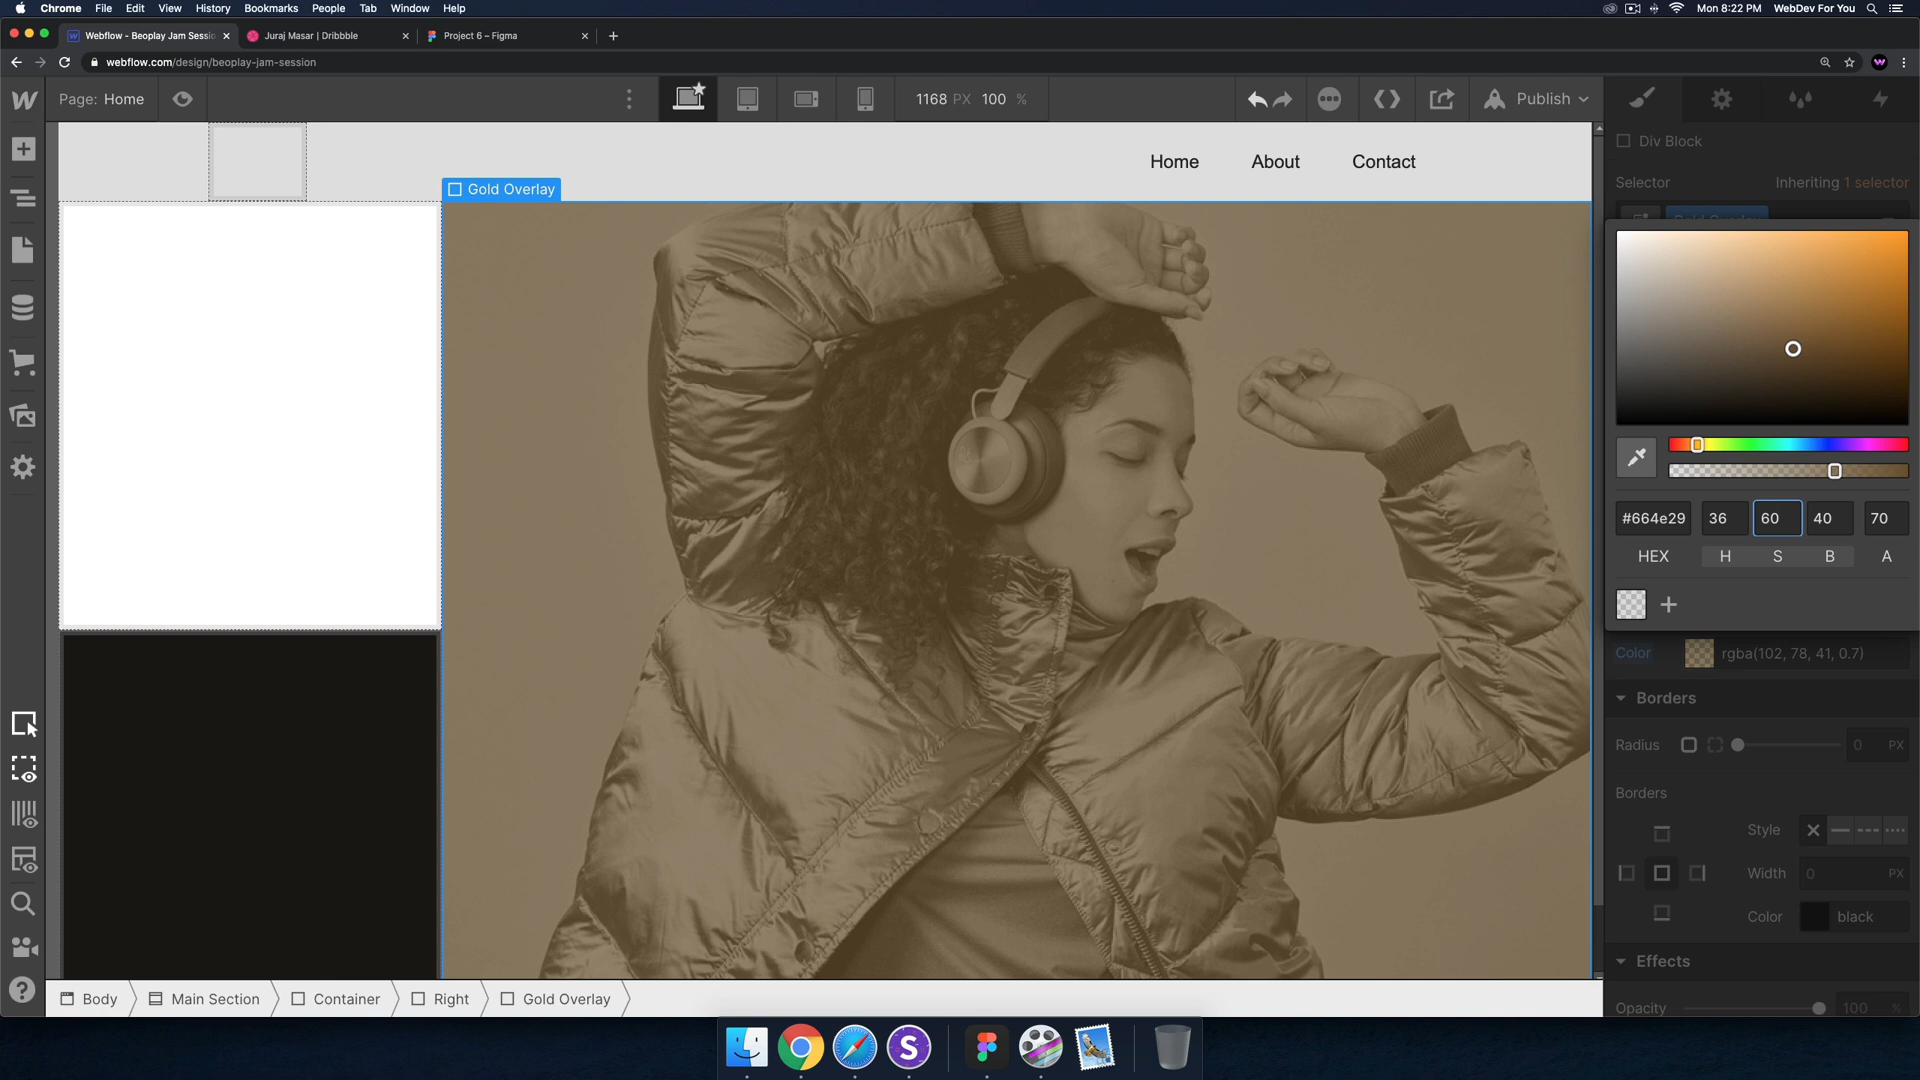 Chrome File Edit View History Bookmarks People Tab Window Help
Mon 8:22 PM WebDev For You
Webflow - Beoplay Jam Sessio
Juraj Masar | Dribbble
Project 6 – Figma
webflow.com/design/beoplay-jam-session
Page: Home
1168 PX 100 %
Publish
Div Block
Home About Contact
Selector Inheriting 1 selector
Gold Overlay
Gold Overlay
#664e29 36 60 40 70
HEX H S B A
Color rgba(102, 78, 41, 0.7)
Borders
Radius 0 PX
Borders
Style
Width 0 PX
Color black
Effects
Opacity 100 %
Body Main Section Container Right Gold Overlay